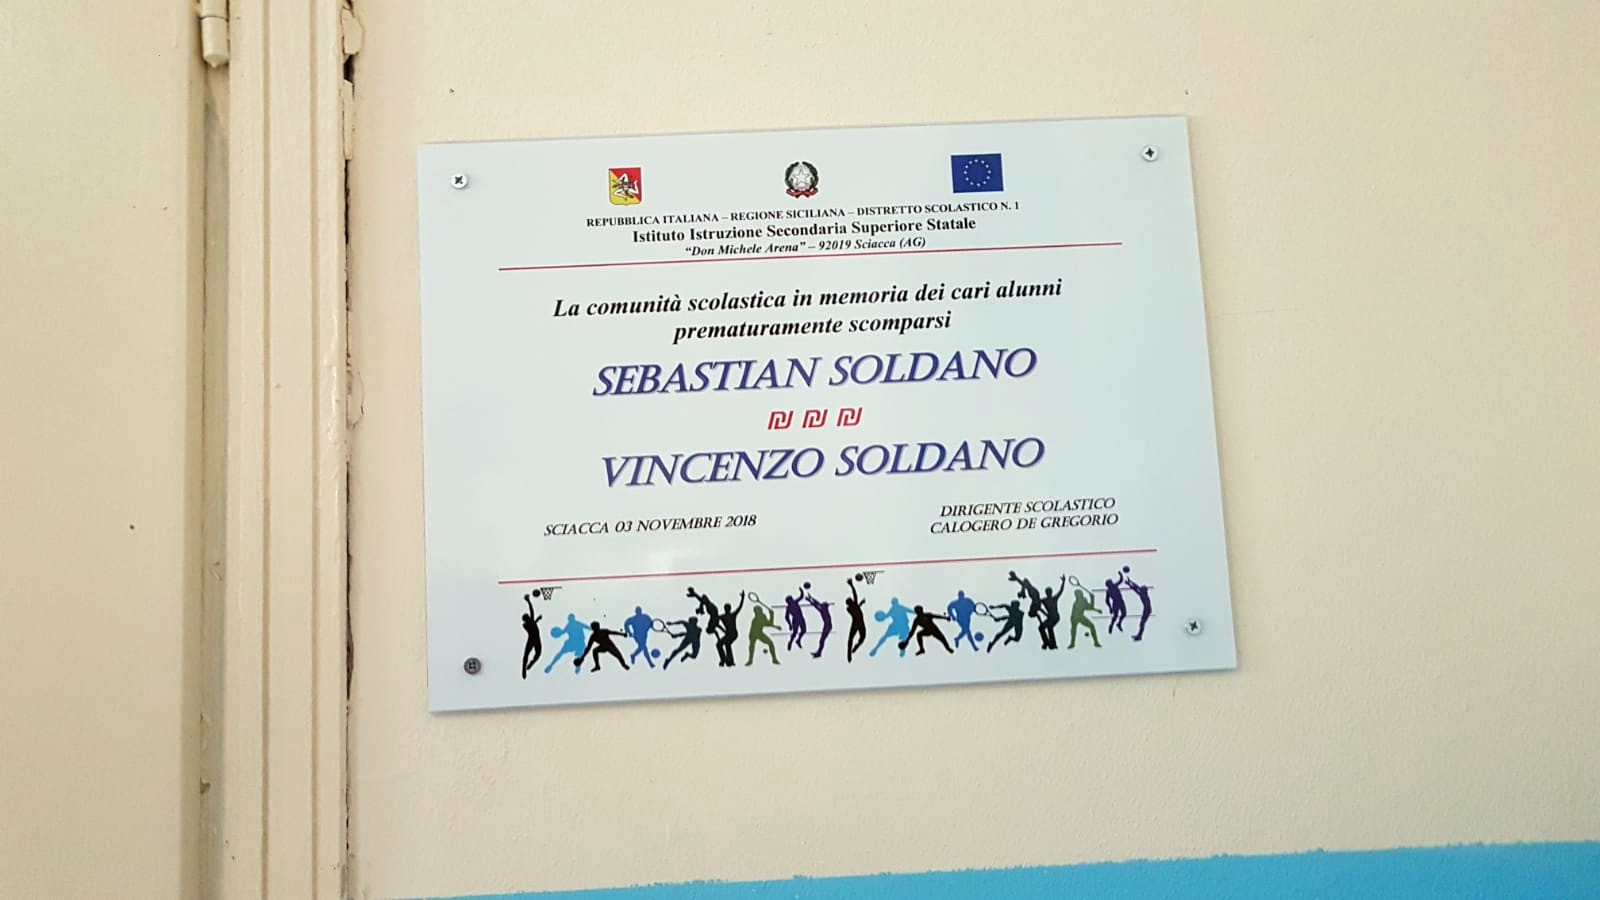 REPUBBLICA ITALIANA – REGIONE SICILIANA – DISTRETTO SCOLASTICO N. 1
Istituto Istruzione Secondaria Superiore Statale
“Don Michele Arena” – 92019 Sciacca (AG)
La comunità scolastica in memoria dei cari alunni
prematuramente scomparsi
SEBASTIAN SOLDANO
₪ ₪ ₪
VINCENZO SOLDANO
SCIACCA 03 NOVEMBRE 2018
DIRIGENTE SCOLASTICO
CALOGERO DE GREGORIO